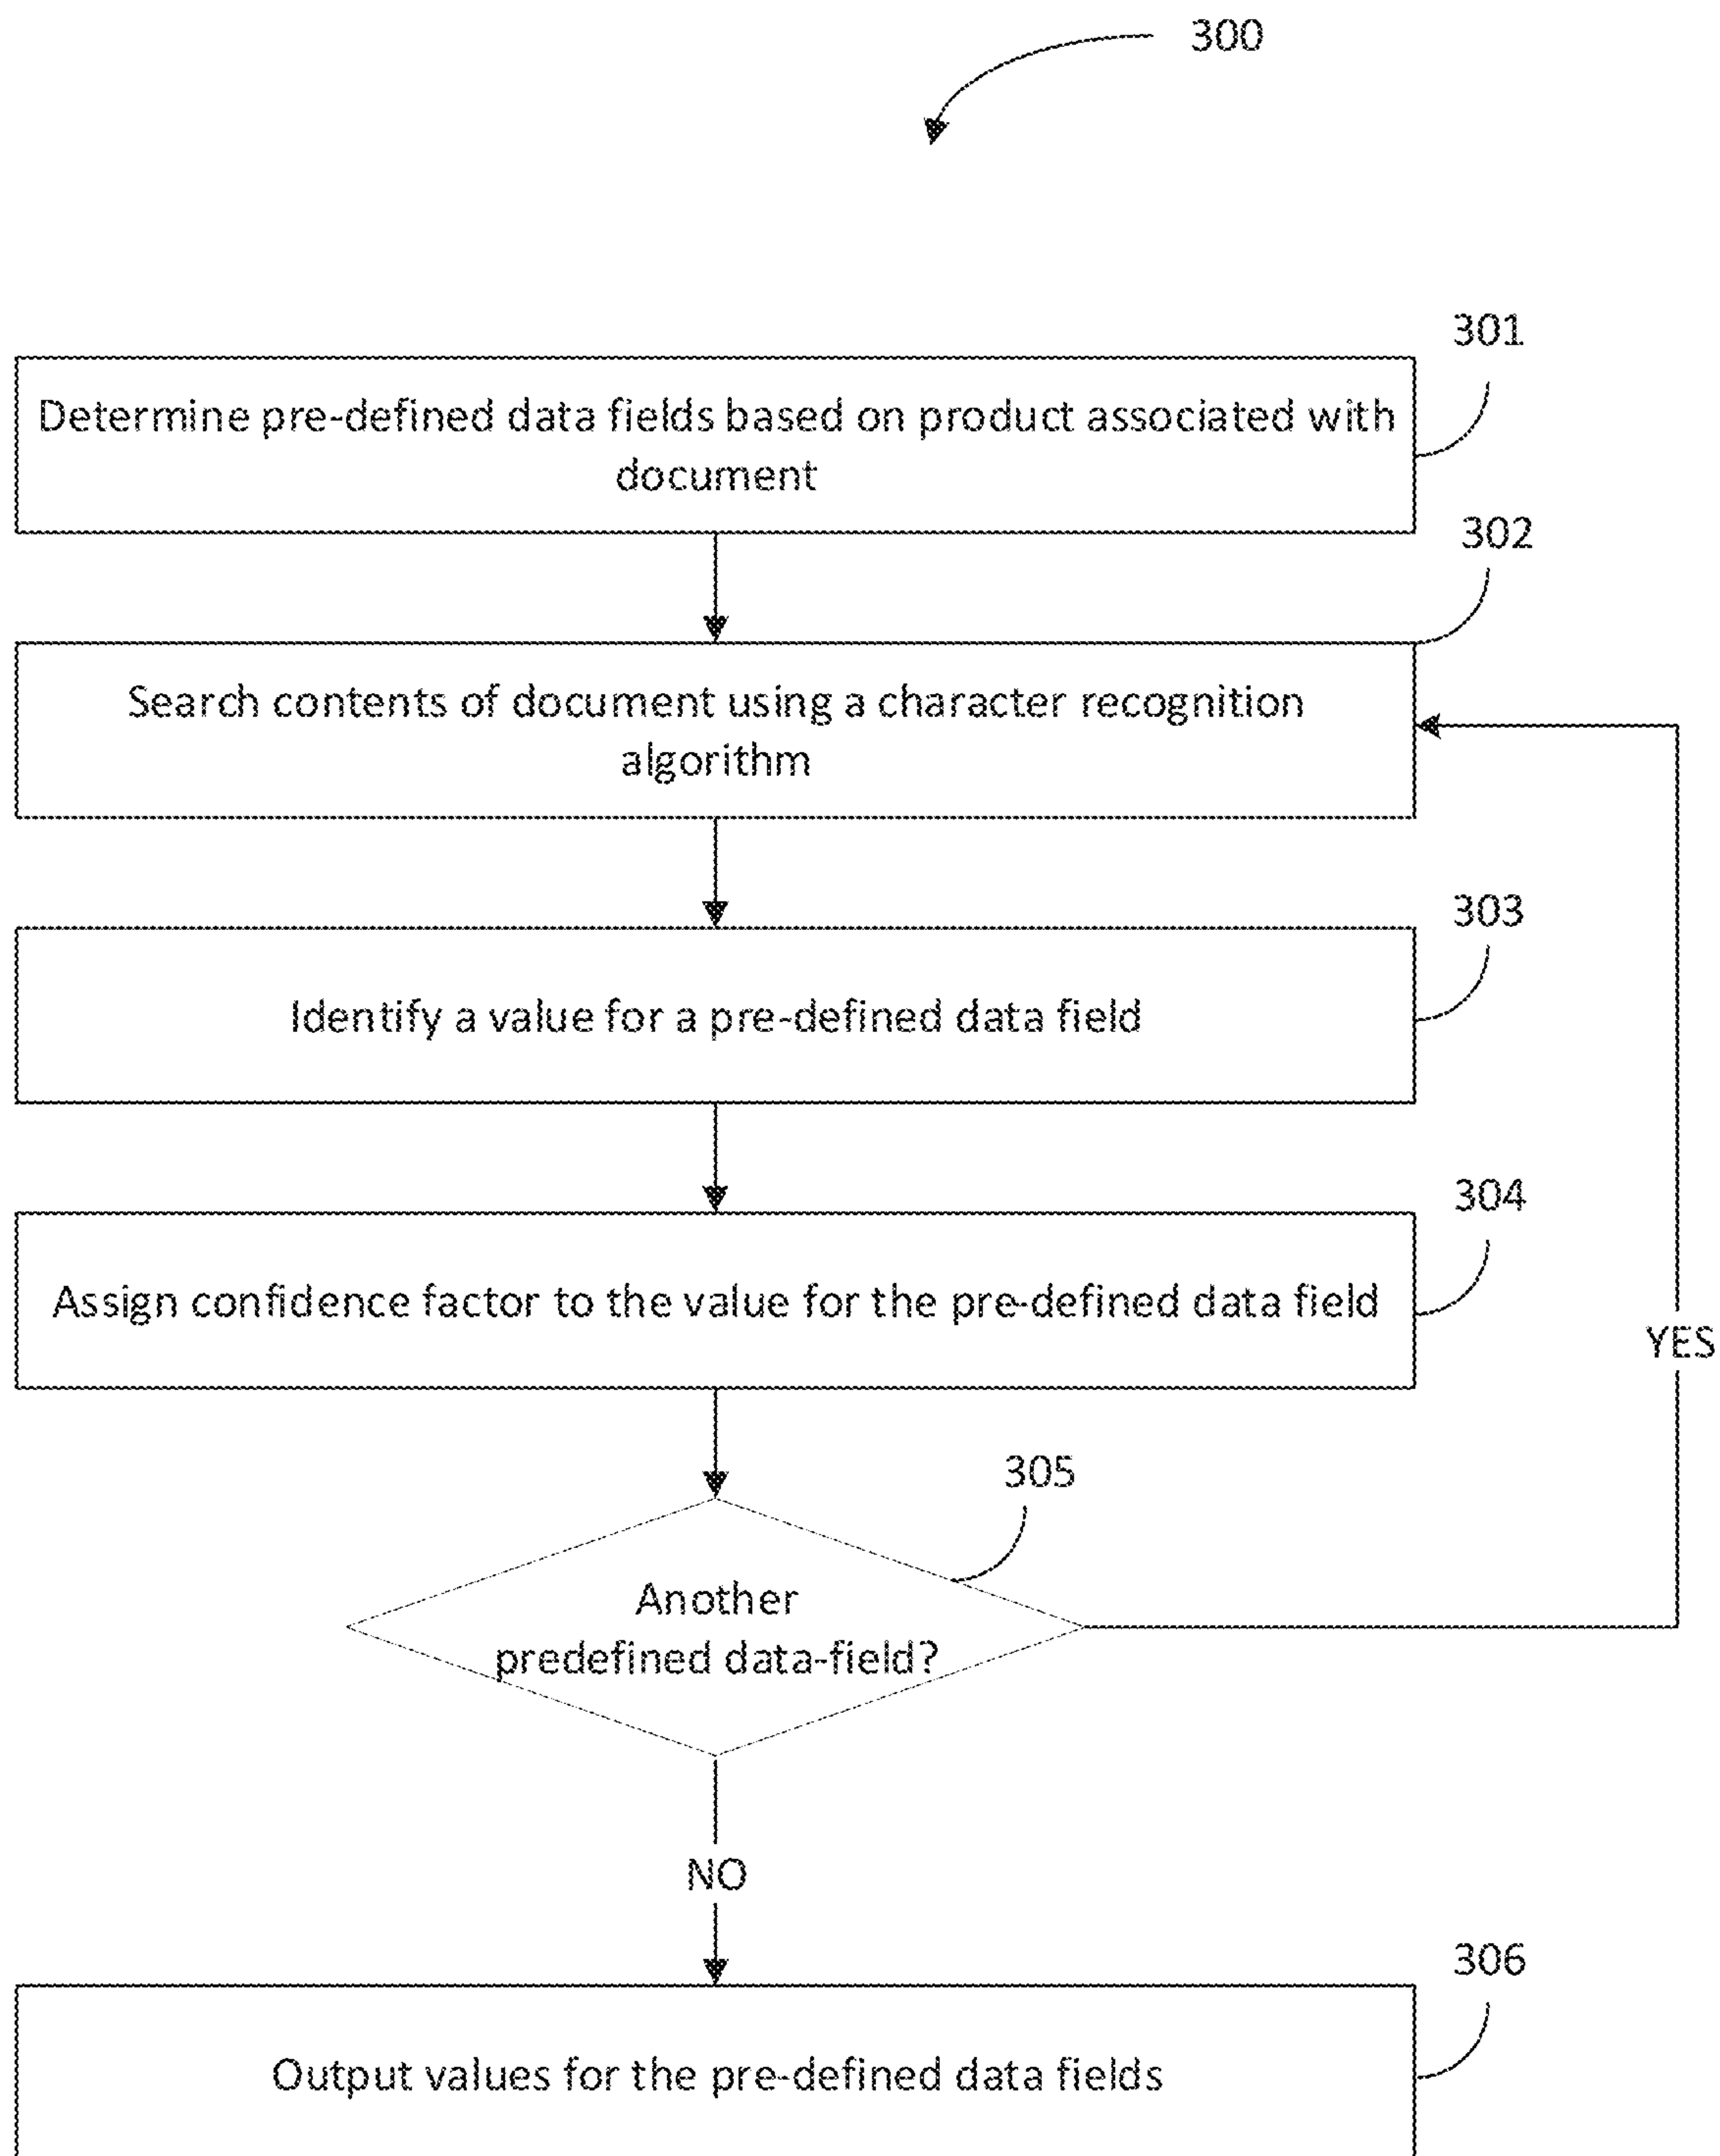 300
301
Determine pre-defined data fields based on product associated with
document
302
Search contents of document using a character recognition
algorithm
303
Identify a value for a pre-defined data field
304
Assign confidence factor to the value for the pre-defined data field
YES
305
Another
predefined data-field?
NO
306
Output values for the pre-defined data fields